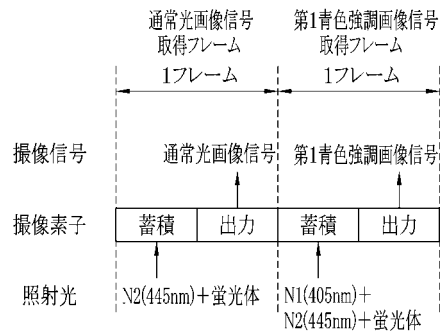 通常光画像信号
取得フレーム
1フレーム
第1青色強調画像信号
取得フレーム
1フレーム
撮像信号
通常光画像信号
第1青色強調画像信号
撮像素子
蓄積
出力
蓄積
出力
照射光
N2(445nm)+蛍光体
N1(405nm)+
N2(445nm)+蛍光体